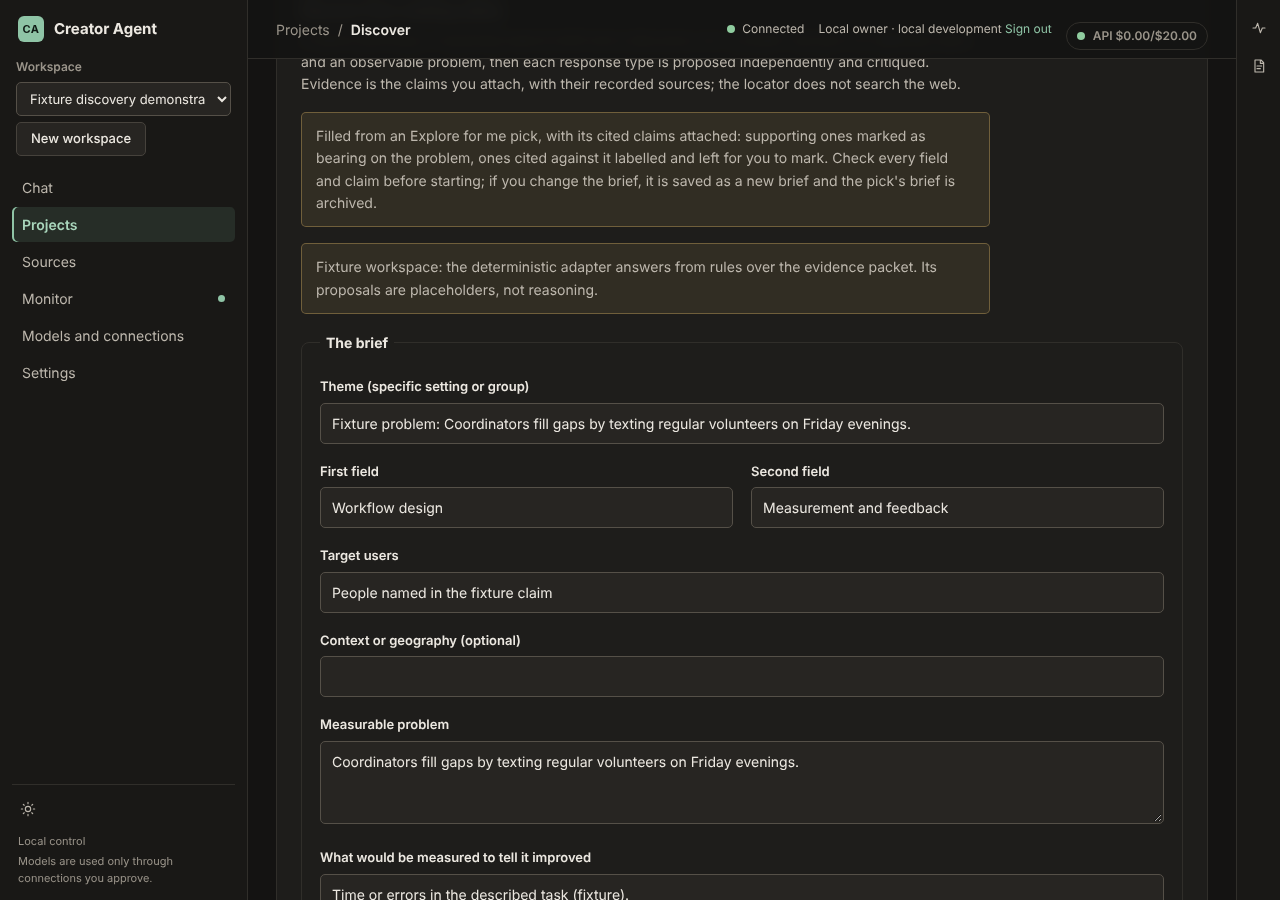 CA Creator Agent
Workspace
Fixture discovery demonstra
New workspace
Chat
Projects
Sources
Monitor
Models and connections
Settings
Local control
Models are used only through
connections you approve.
Projects / Discover
Connected Local owner · local development Sign out API $0.00/$20.00
and an observable problem, then each response type is proposed independently and critiqued.
Evidence is the claims you attach, with their recorded sources; the locator does not search the web.
Filled from an Explore for me pick, with its cited claims attached: supporting ones marked as
bearing on the problem, ones cited against it labelled and left for you to mark. Check every field
and claim before starting; if you change the brief, it is saved as a new brief and the pick's brief is
archived.
Fixture workspace: the deterministic adapter answers from rules over the evidence packet. Its
proposals are placeholders, not reasoning.
The brief
Theme (specific setting or group)
Fixture problem: Coordinators fill gaps by texting regular volunteers on Friday evenings.
First field Second field
Workflow design Measurement and feedback
Target users
People named in the fixture claim
Context or geography (optional)
Measurable problem
Coordinators fill gaps by texting regular volunteers on Friday evenings.
What would be measured to tell it improved
Time or errors in the described task (fixture).